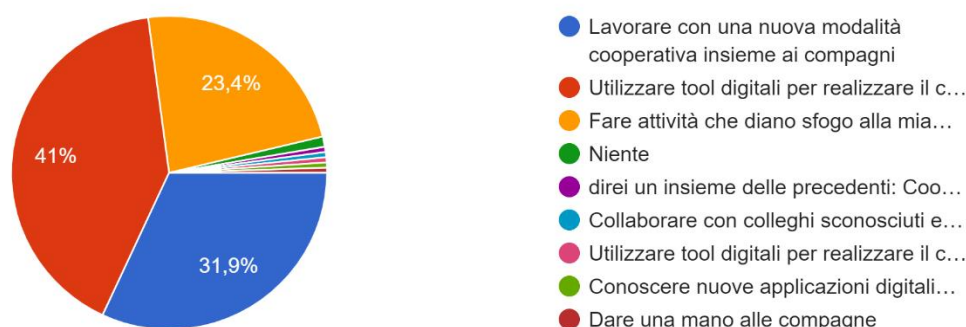 23,4%
41%
31,9%
Lavorare con una nuova modalità
cooperativa insieme ai compagni
Utilizzare tool digitali per realizzare il c…
Fare attività che diano sfogo alla mia…
Niente
direi un insieme delle precedenti: Coo…
Collaborare con colleghi sconosciuti e…
Utilizzare tool digitali per realizzare il c…
Conoscere nuove applicazioni digitali…
Dare una mano alle compagne